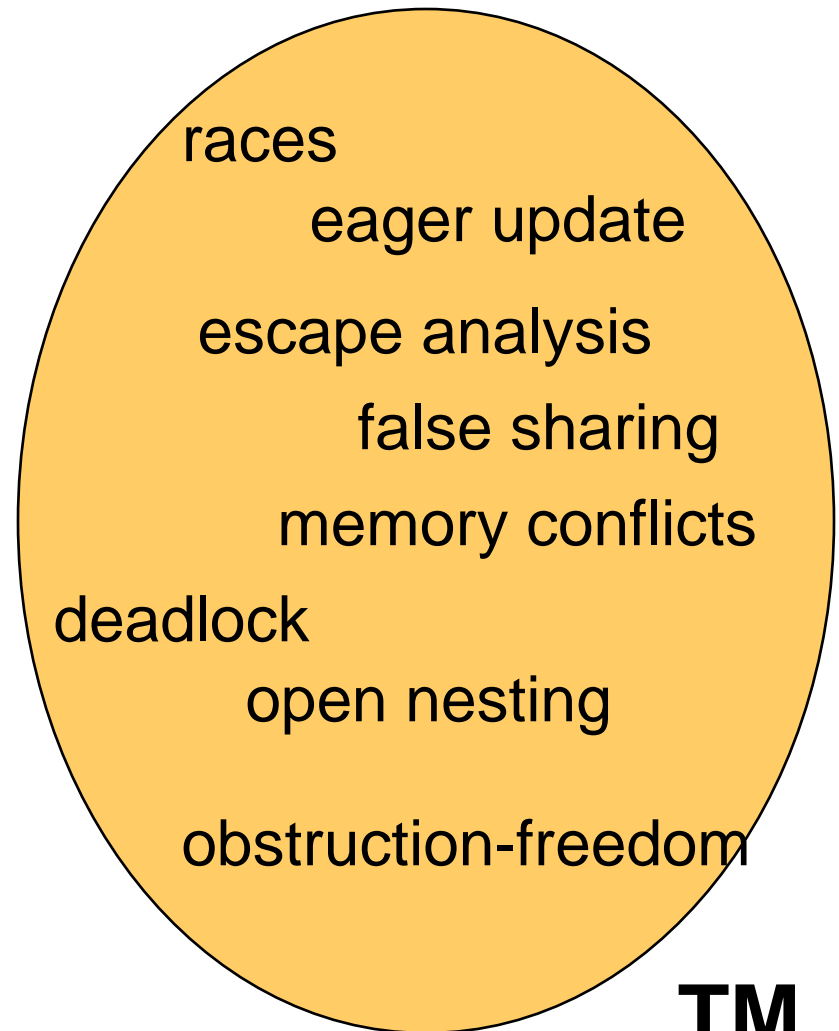 races
eager update
escape analysis
false sharing
memory conflicts
deadlock
open nesting
obstruction-freedom
TM